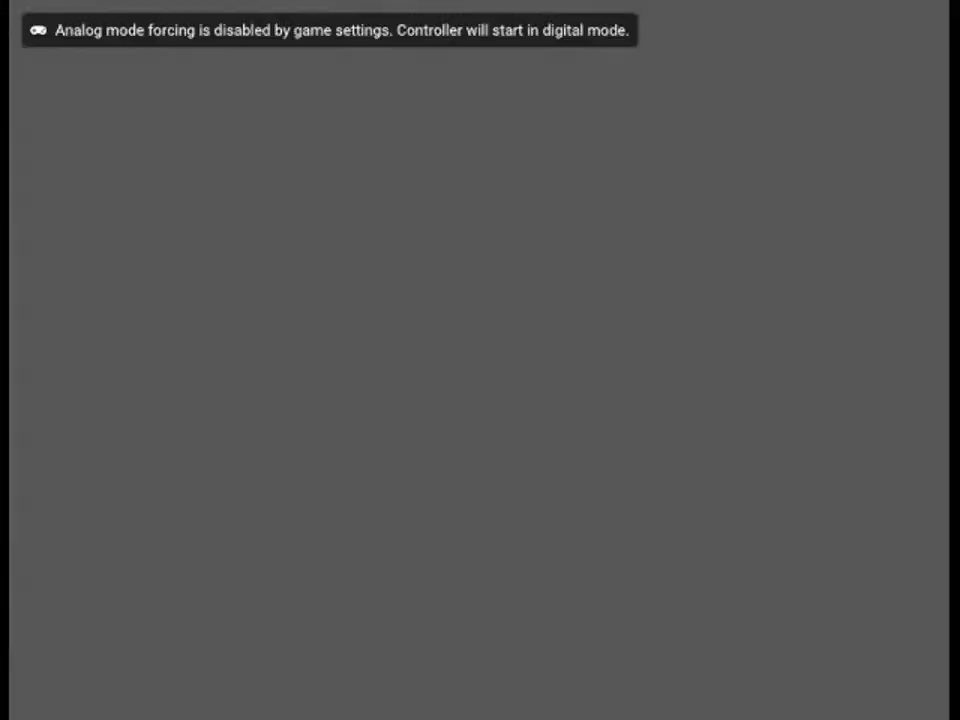 Analog mode forcing is disabled by game settings. Controller will start in digital mode.